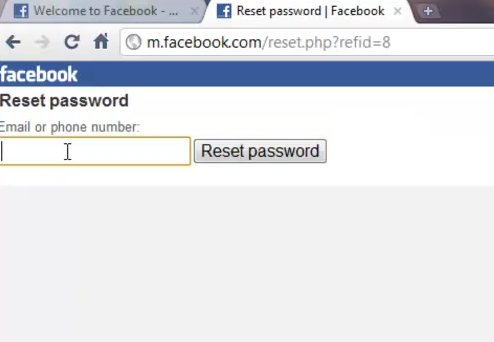 Welcome to Facebook - ... Reset password | Facebook
m.facebook.com/reset.php?refid=8
facebook
Reset password
Email or phone number:
Reset password